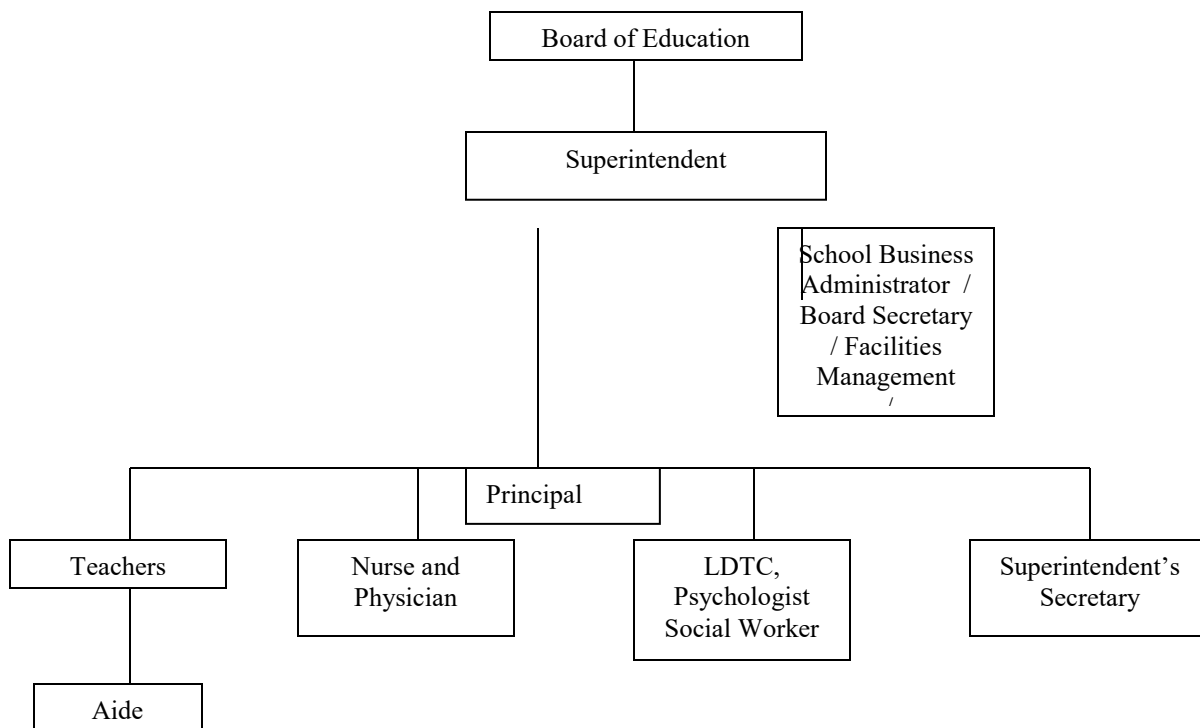 Board of Education
Superintendent
School Business
Administrator /
Board Secretary
/ Facilities
Management
/
Principal
Teachers
Nurse and
Physician
LDTC,
Psychologist
Social Worker
Superintendent’s
Secretary
Aide